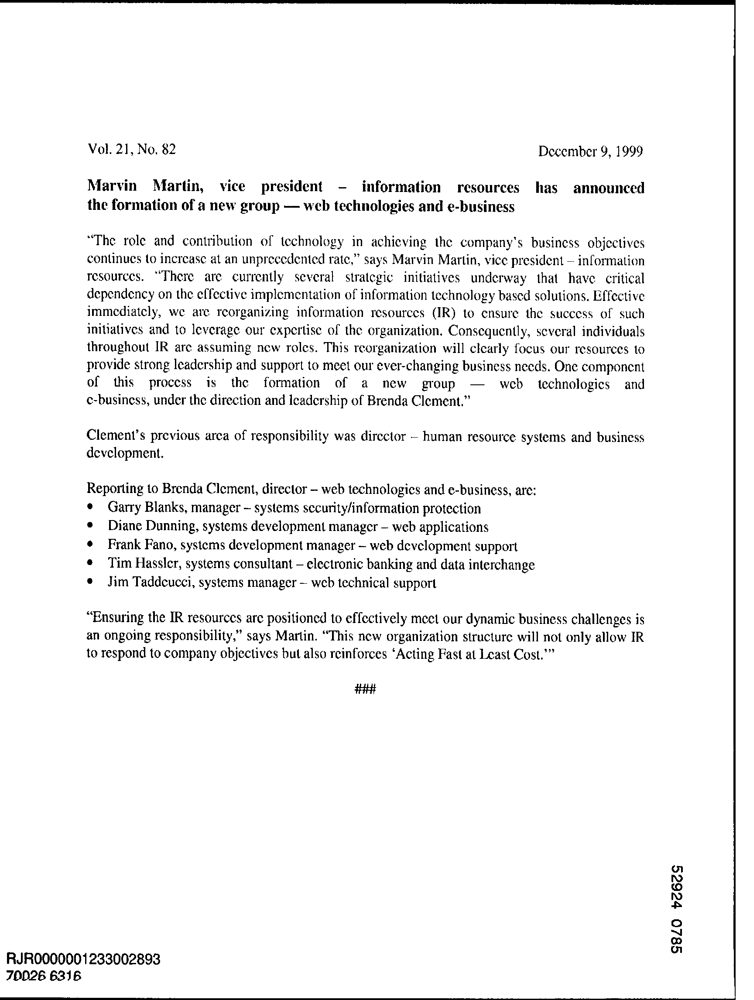 Vol. 21, No. 82
December 9, 1999
Marvin Martin, vice president – information resources has announced
the formation of a new group — web technologies and e-business
“The role and contribution of technology in achieving the company’s business objectives
continues to increase at an unprecedented rate,” says Marvin Martin, vice president – information
resources. “There are currently several strategic initiatives underway that have critical
dependency on the effective implementation of information technology based solutions. Effective
immediately, we are reorganizing information resources (IR) to ensure the success of such
initiatives and to leverage our expertise of the organization. Consequently, several individuals
throughout IR are assuming new roles. This reorganization will clearly focus our resources to
provide strong leadership and support to meet our ever-changing business needs. One component
of this process is the formation of a new group — web technologies and
e-business, under the direction and leadership of Brenda Clement.”
Clement’s previous area of responsibility was director – human resource systems and business
development.
Reporting to Brenda Clement, director – web technologies and e-business, are:
• Garry Blanks, manager – systems security/information protection
• Diane Dunning, systems development manager – web applications
• Frank Fano, systems development manager – web development support
• Tim Hassler, systems consultant – electronic banking and data interchange
• Jim Taddeucci, systems manager – web technical support
“Ensuring the IR resources are positioned to effectively meet our dynamic business challenges is
an ongoing responsibility,” says Martin. “This new organization structure will not only allow IR
to respond to company objectives but also reinforces ‘Acting Fast at Least Cost.’”
###
52924 0785
RJR0000001233002893
70026 6316